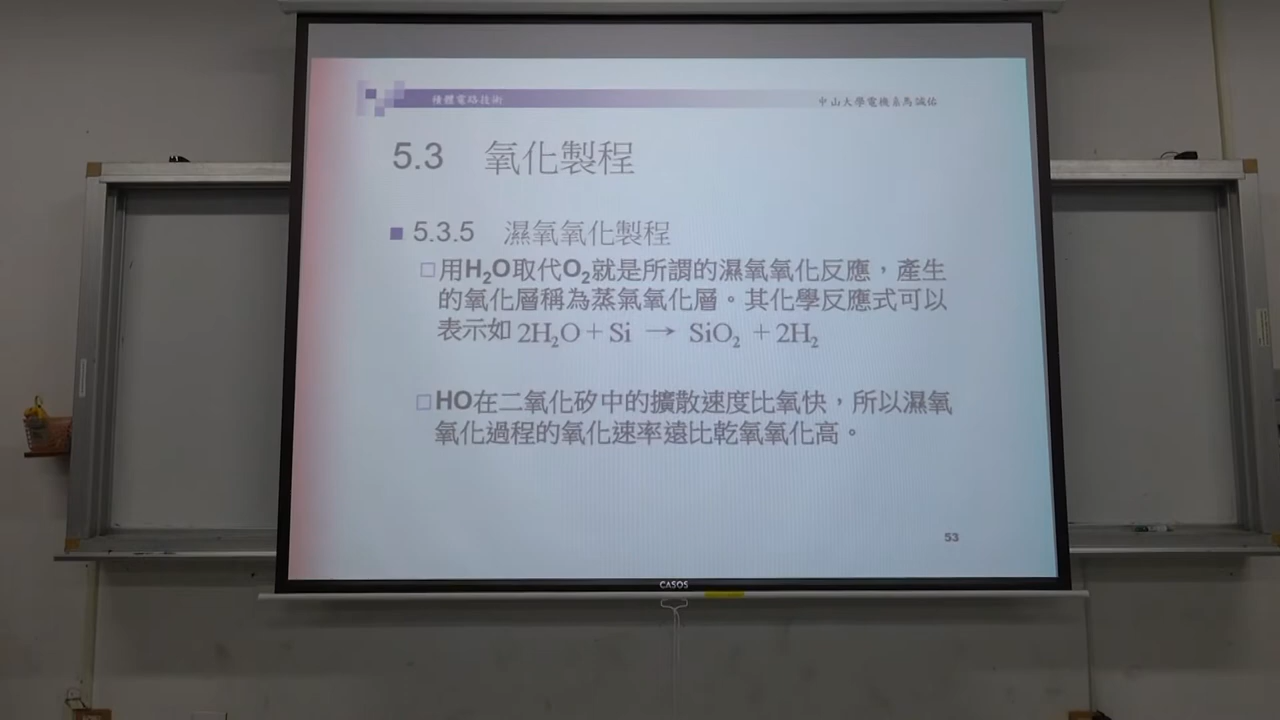 積體電路技術
中山大學電機系馬誠佑
5.3 氧化製程
5.3.5 濕氧氧化製程
用H₂O取代O₂就是所謂的濕氧氧化反應，產生
的氧化層稱為蒸氣氧化層。其化學反應式可以
表示如 2H₂O + Si → SiO₂ + 2H₂
HO在二氧化矽中的擴散速度比氧快，所以濕氧
氧化過程的氧化速率遠比乾氧氧化高。
53
CASOS